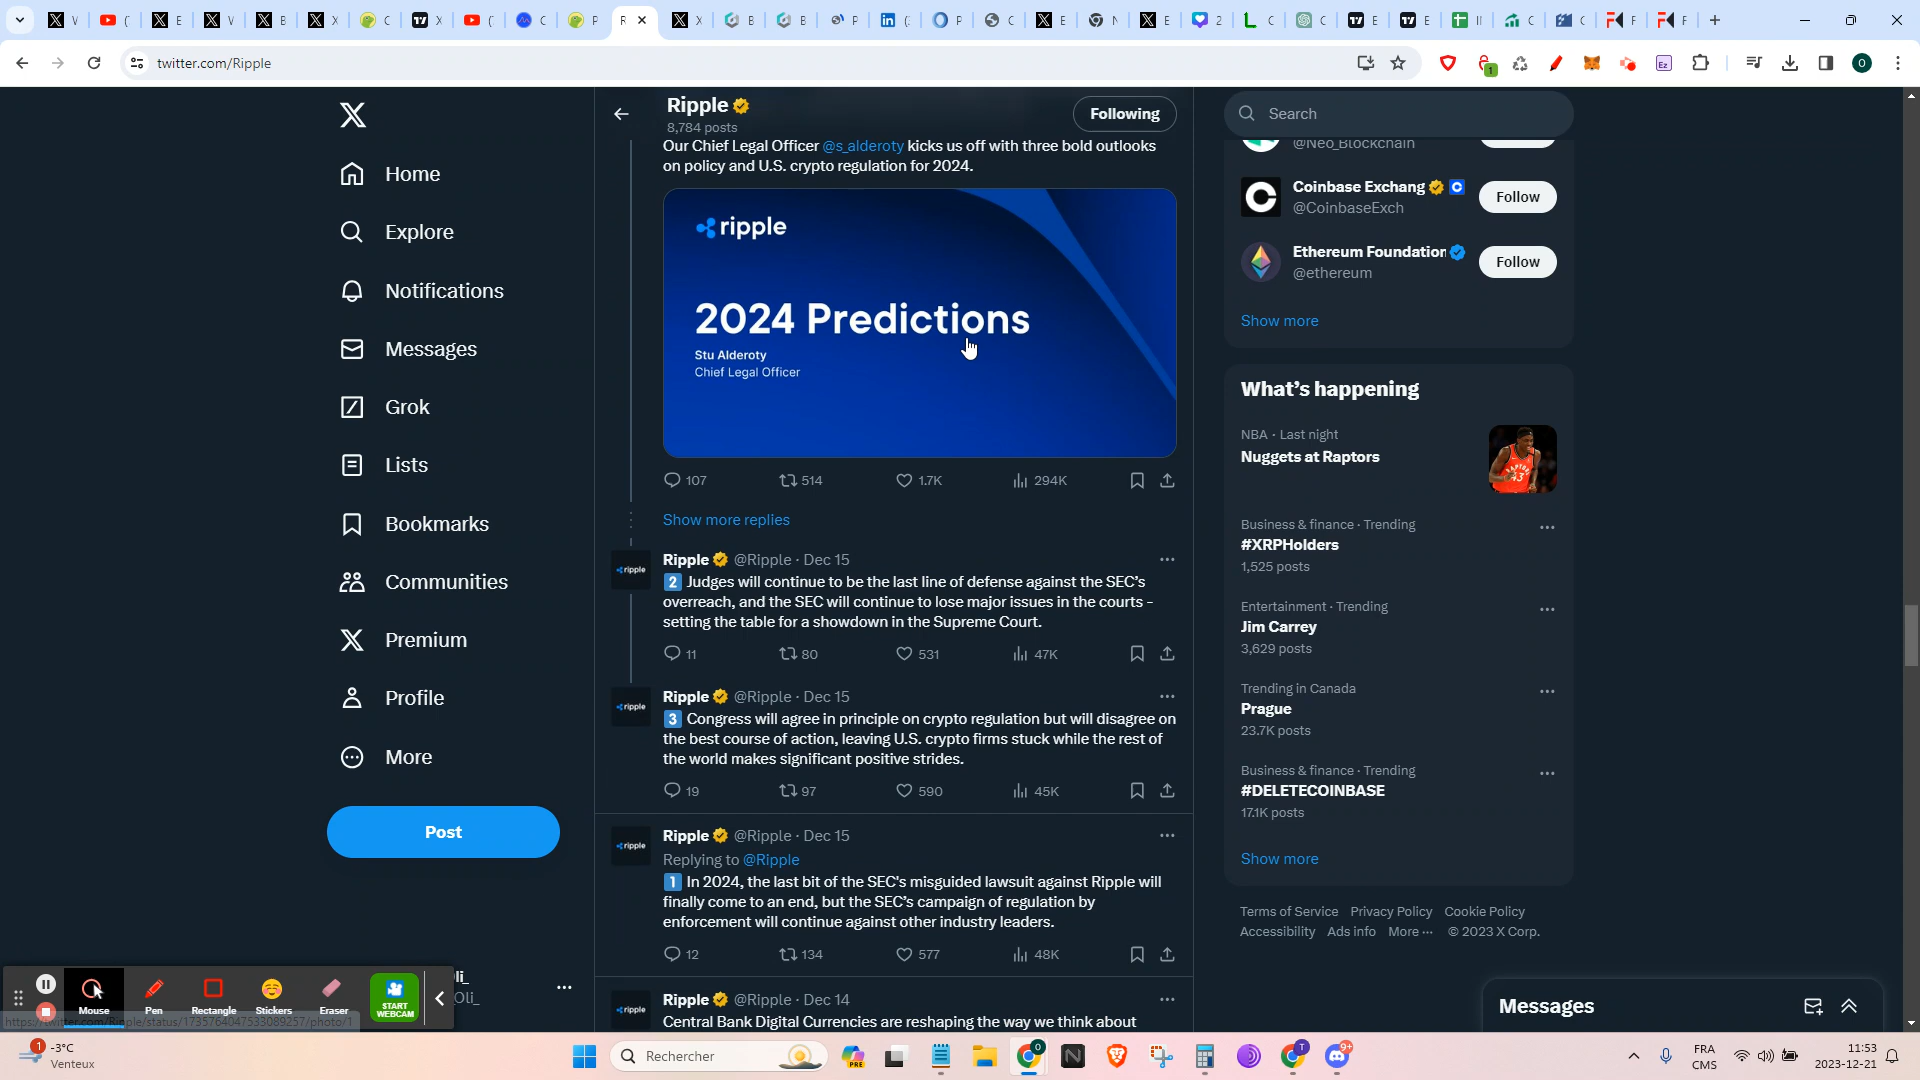 twitter.com/Ripple
1
Ez
O
Ripple
8,784 posts
Following
Our Chief Legal Officer @s_alderoty kicks us off with three bold outlooks
on policy and U.S. crypto regulation for 2024.
ripple
2024 Predictions
Stu Alderoty
Chief Legal Officer
107 514 1.7K 294K
Show more replies
Ripple @Ripple · Dec 15
2 Judges will continue to be the last line of defense against the SEC's
overreach, and the SEC will continue to lose major issues in the courts –
setting the table for a showdown in the Supreme Court.
11 80 531 47K
Ripple @Ripple · Dec 15
3 Congress will agree in principle on crypto regulation but will disagree on
the best course of action, leaving U.S. crypto firms stuck while the rest of
the world makes significant positive strides.
19 97 590 45K
Ripple @Ripple · Dec 15
Replying to @Ripple
1 In 2024, the last bit of the SEC's misguided lawsuit against Ripple will
finally come to an end, but the SEC's campaign of regulation by
enforcement will continue against other industry leaders.
12 134 577 48K
Ripple @Ripple · Dec 14
Central Bank Digital Currencies are reshaping the way we think about
Home
Explore
Notifications
Messages
Grok
Lists
Bookmarks
Communities
Premium
Profile
More
Post
Search
@Neo_Blockchain
Coinbase Exchang
@CoinbaseExch
Follow
Ethereum Foundation
@ethereum
Follow
Show more
What's happening
NBA · Last night
Nuggets at Raptors
Business & finance · Trending
#XRPHolders
1,525 posts
Entertainment · Trending
Jim Carrey
3,629 posts
Trending in Canada
Prague
23.7K posts
Business & finance · Trending
#DELETECOINBASE
17.1K posts
Show more
Terms of Service Privacy Policy Cookie Policy
Accessibility Ads info More ··· © 2023 X Corp.
Messages
Mouse
Pen
Rectangle
Stickers
Eraser
START
WEBCAM
https://twitter.com/Ripple/status/1735764047533089257/photo/1
1
-3°C
Venteux
Rechercher
PRE
9+
FRA
CMS
11:53
2023-12-21